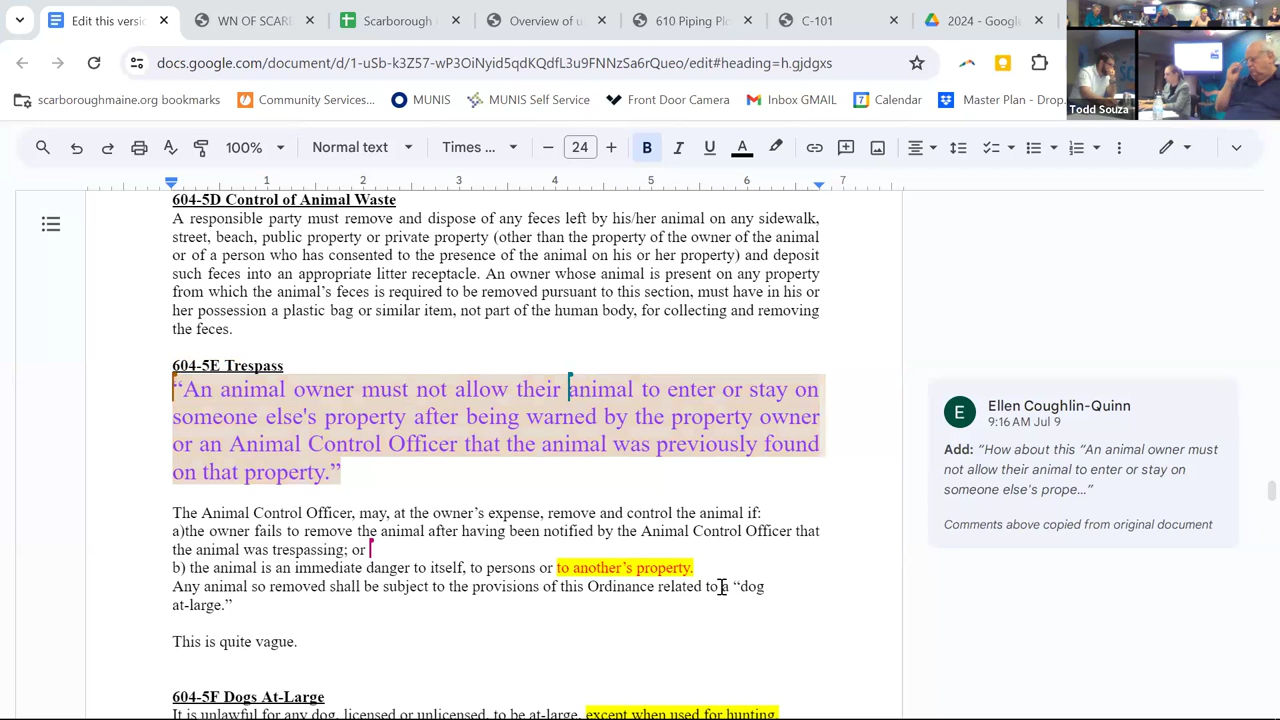 Edit this versi
WN OF SCARL
Scarborough
Overview of u
610 Piping Plo
C-101
2024 - Google
docs.google.com/document/d/1-uSb-k3Z57-wP3OiNyid5qdKQdfL3u9FNNzSa6rQueo/edit#heading=h.gjdgxs
scarboroughmaine.org bookmarks
Community Services...
MUNIS
MUNIS Self Service
Front Door Camera
Inbox GMAIL
Calendar
Master Plan - Drop...
Todd Souza
100%
Normal text
Times ...
24
1 2 3 4 5 6 7
604-5D Control of Animal Waste
A responsible party must remove and dispose of any feces left by his/her animal on any sidewalk,
street, beach, public property or private property (other than the property of the owner of the animal
or of a person who has consented to the presence of the animal on his or her property) and deposit
such feces into an appropriate litter receptacle. An owner whose animal is present on any property
from which the animal's feces is required to be removed pursuant to this section, must have in his or
her possession a plastic bag or similar item, not part of the human body, for collecting and removing
the feces.
604-5E Trespass
“An animal owner must not allow their animal to enter or stay on
someone else's property after being warned by the property owner
or an Animal Control Officer that the animal was previously found
on that property.”
The Animal Control Officer, may, at the owner’s expense, remove and control the animal if:
a)the owner fails to remove the animal after having been notified by the Animal Control Officer that
the animal was trespassing; or
b) the animal is an immediate danger to itself, to persons or to another’s property.
Any animal so removed shall be subject to the provisions of this Ordinance related to a “dog
at-large.”
This is quite vague.
604-5F Dogs At-Large
It is unlawful for any dog, licensed or unlicensed, to be at-large, except when used for hunting.
E
Ellen Coughlin-Quinn
9:16 AM Jul 9
Add: “How about this “An animal owner must
not allow their animal to enter or stay on
someone else's prope...”
Comments above copied from original document